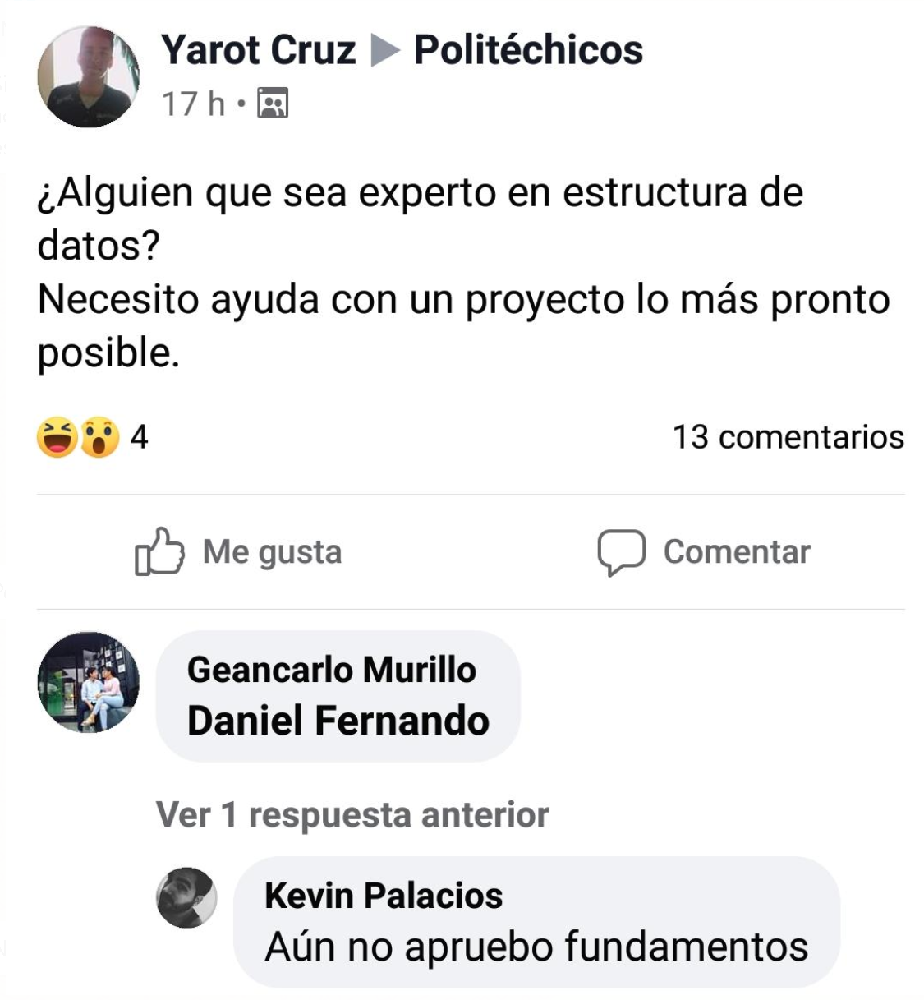 Yarot Cruz ▶ Politéchicos
17 h •
¿Alguien que sea experto en estructura de
datos?
Necesito ayuda con un proyecto lo más pronto
posible.
4
13 comentarios
Me gusta
Comentar
Geancarlo Murillo
Daniel Fernando
Ver 1 respuesta anterior
Kevin Palacios
Aún no apruebo fundamentos